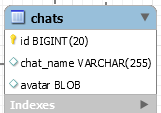 chats
id BIGINT(20)
chat_name VARCHAR(255)
avatar BLOB
Indexes